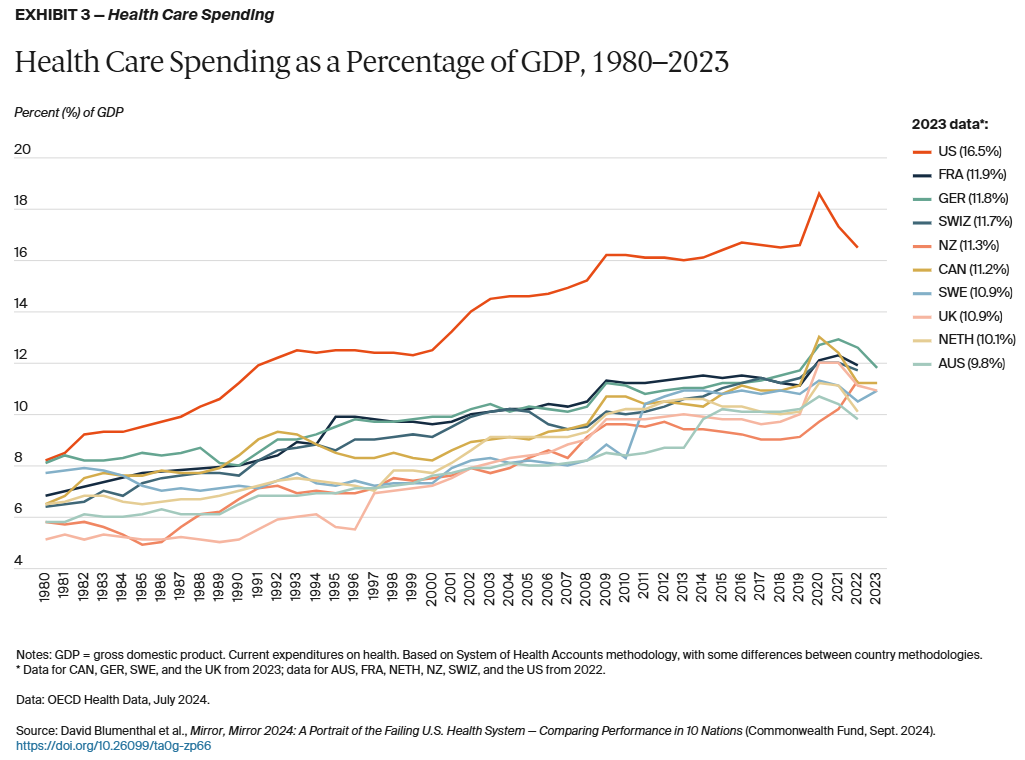 EXHIBIT 3 — Health Care Spending
Health Care Spending as a Percentage of GDP, 1980–2023
Percent (%) of GDP
2023 data*:
US (16.5%)
FRA (11.9%)
GER (11.8%)
SWIZ (11.7%)
NZ (11.3%)
CAN (11.2%)
SWE (10.9%)
UK (10.9%)
NETH (10.1%)
AUS (9.8%)
20
18
16
14
12
10
8
6
4
1980
1981
1982
1983
1984
1985
1986
1987
1988
1989
1990
1991
1992
1993
1994
1995
1996
1997
1998
1999
2000
2001
2002
2003
2004
2005
2006
2007
2008
2009
2010
2011
2012
2013
2014
2015
2016
2017
2018
2019
2020
2021
2022
2023
Notes: GDP = gross domestic product. Current expenditures on health. Based on System of Health Accounts methodology, with some differences between country methodologies.
* Data for CAN, GER, SWE, and the UK from 2023; data for AUS, FRA, NETH, NZ, SWIZ, and the US from 2022.
Data: OECD Health Data, July 2024.
Source: David Blumenthal et al., Mirror, Mirror 2024: A Portrait of the Failing U.S. Health System — Comparing Performance in 10 Nations (Commonwealth Fund, Sept. 2024).
https://doi.org/10.26099/ta0g-zp66